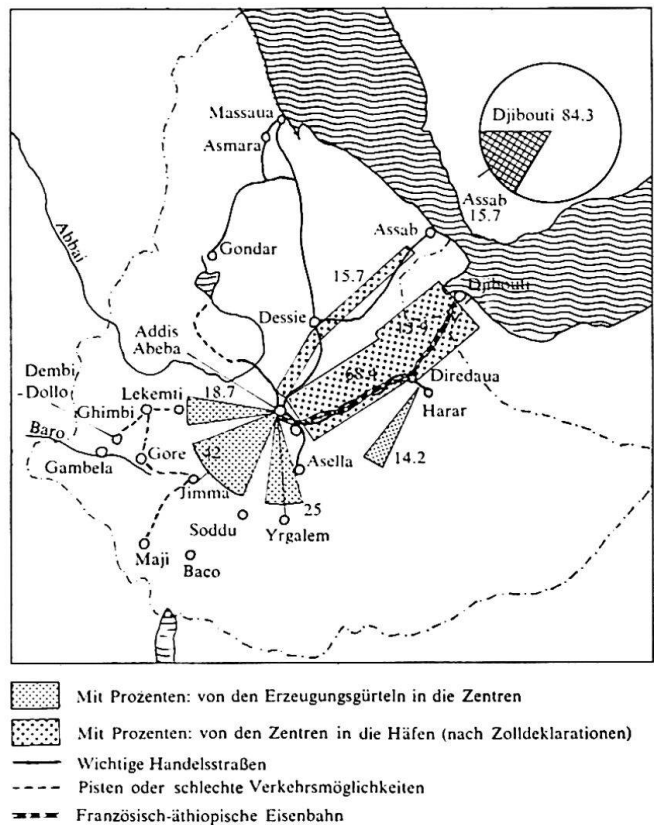 Massaua
Asmara
Djibouti 84.3
Assab
15.7
Abbai
Gondar
Assab
15.7
Djibouti
Dessie
Addis
Abeba
Dembi
-Dollo
Lekemti
18.7
68.4
Diredaua
Ghimbi
Harar
Baro
Gore
42
Asella
14.2
Gambela
Jimma
25
Soddu
Yrgalem
Maji
Baco
Mit Prozenten: von den Erzeugungsgürteln in die Zentren
Mit Prozenten: von den Zentren in die Häfen (nach Zolldeklarationen)
Wichtige Handelsstraßen
Pisten oder schlechte Verkehrsmöglichkeiten
Französisch-äthiopische Eisenbahn